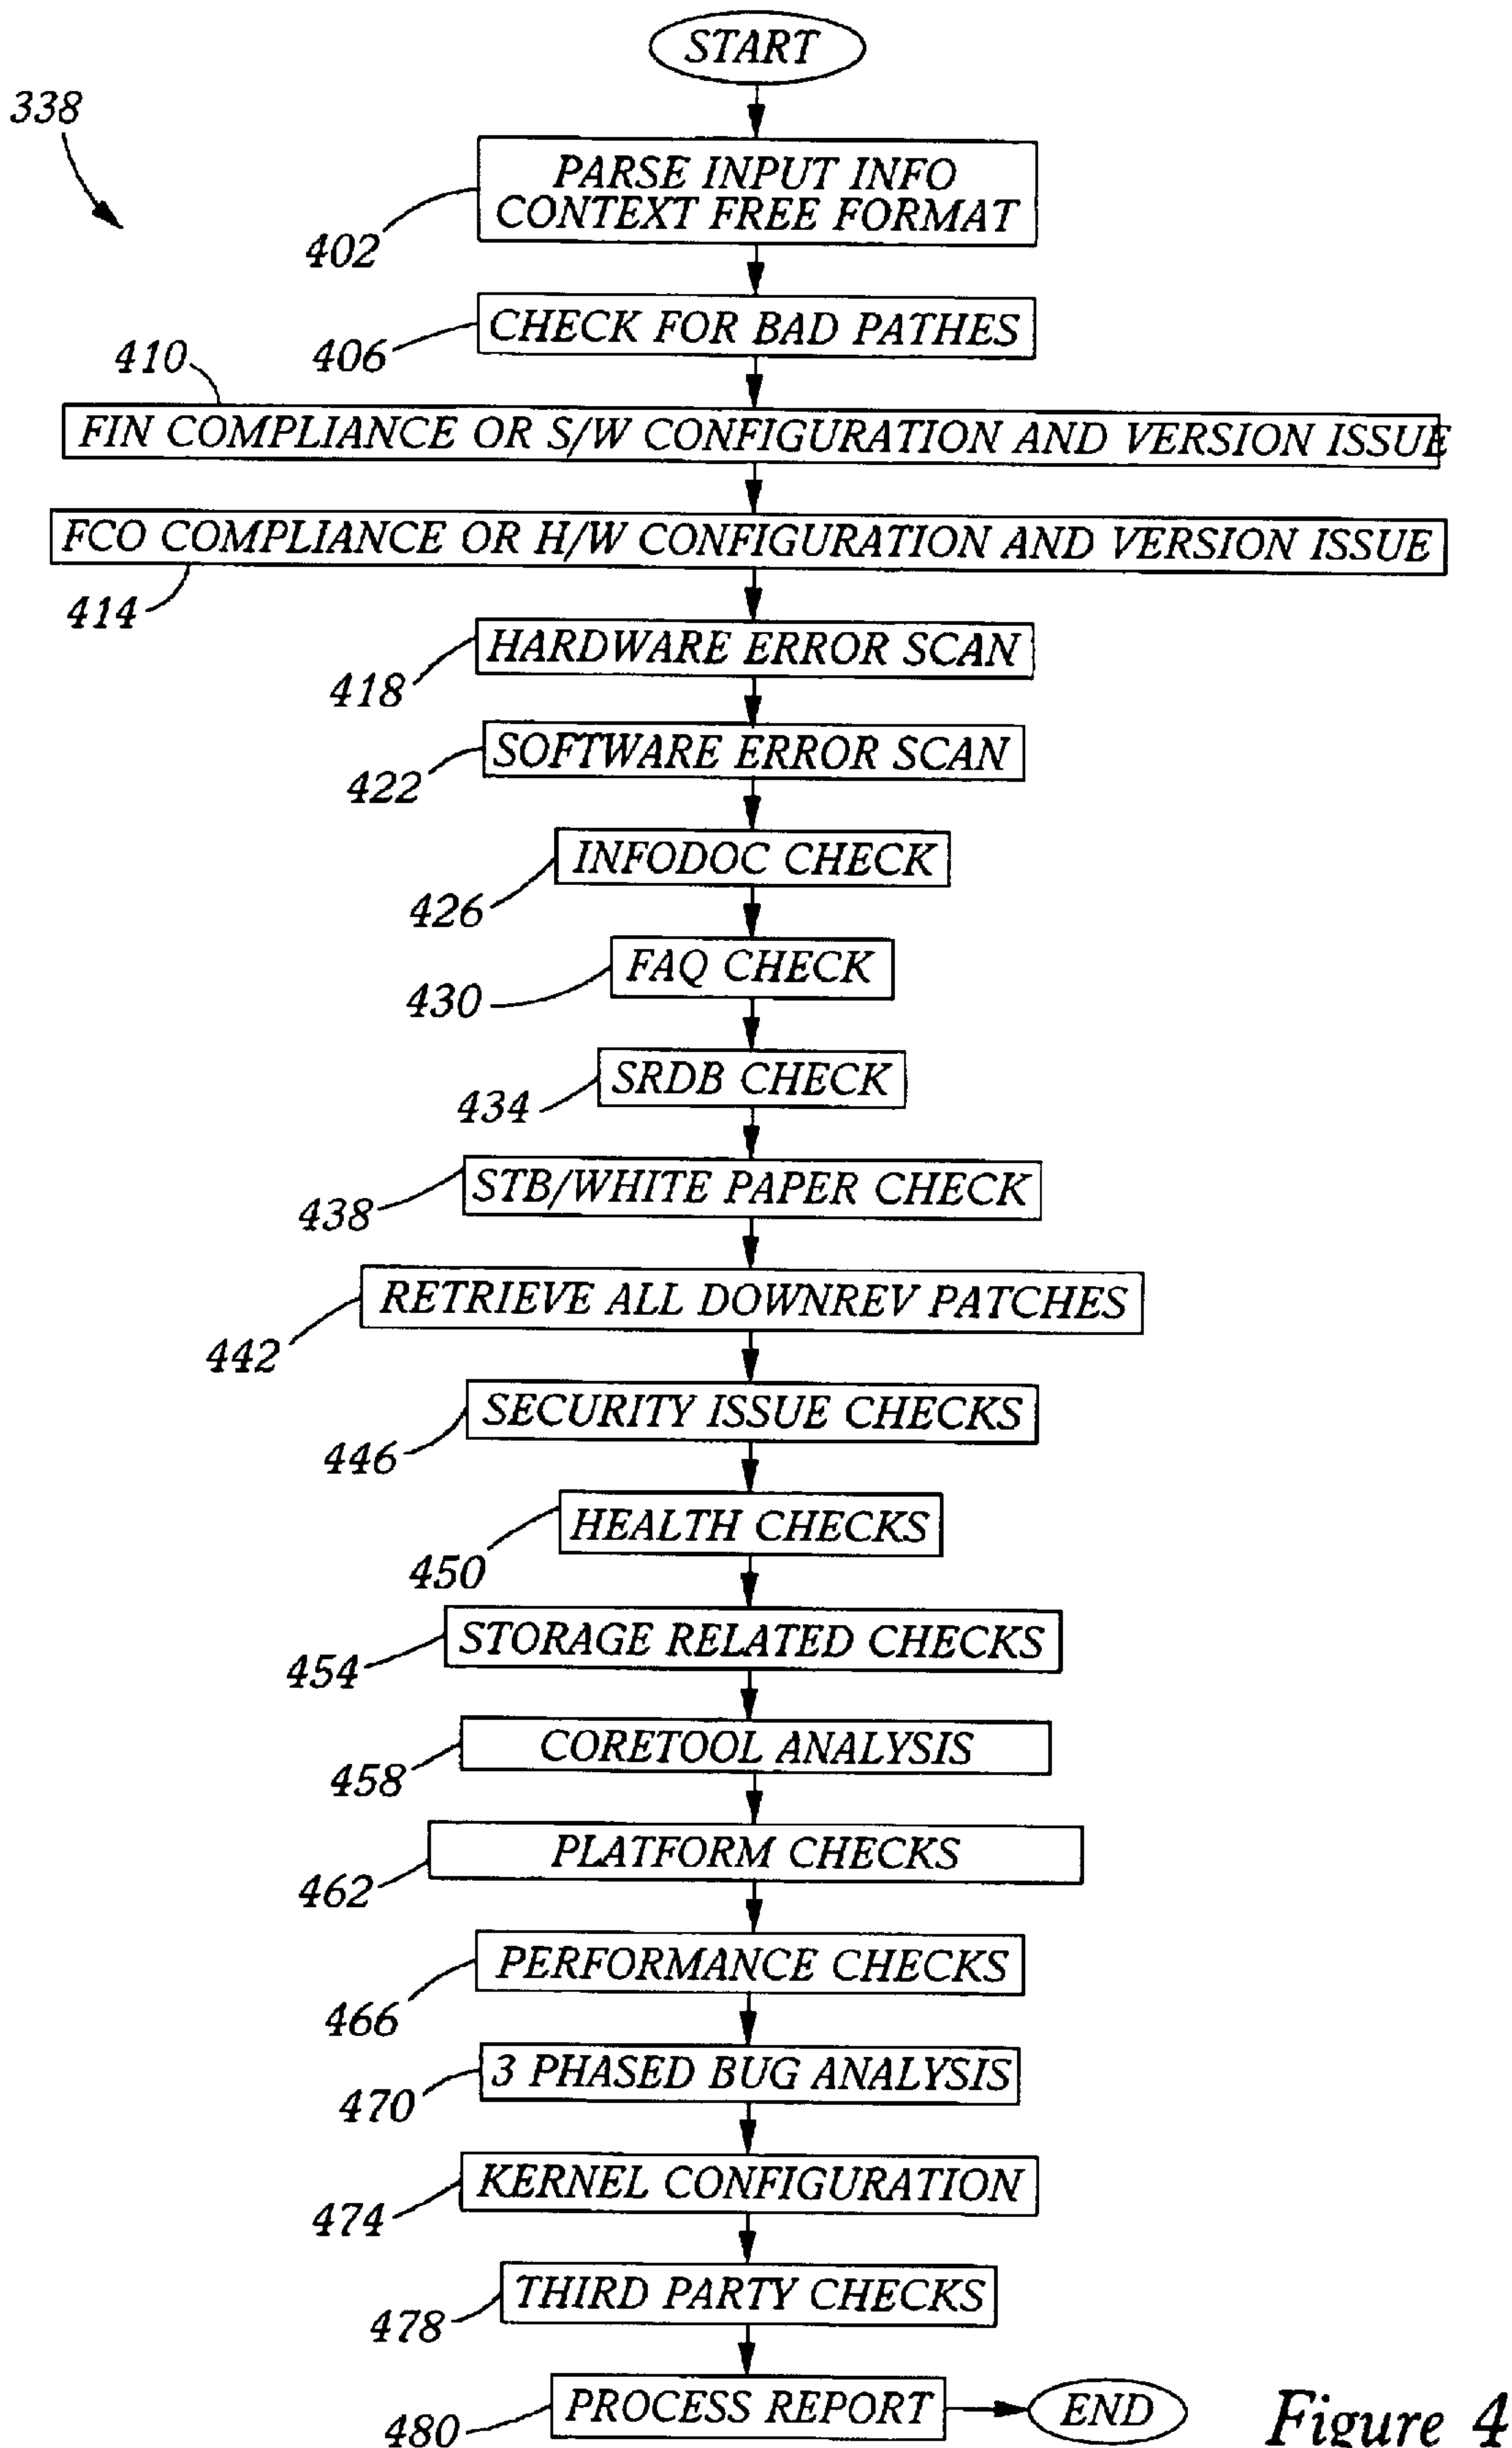 START
338
PARSE INPUT INFO
CONTEXT FREE FORMAT
402
CHECK FOR BAD PATHES
406
410
FIN COMPLIANCE OR S/W CONFIGURATION AND VERSION ISSUE
FCO COMPLIANCE OR H/W CONFIGURATION AND VERSION ISSUE
414
HARDWARE ERROR SCAN
418
SOFTWARE ERROR SCAN
422
INFODOC CHECK
426
FAQ CHECK
430
SRDB CHECK
434
STB/WHITE PAPER CHECK
438
RETRIEVE ALL DOWNREV PATCHES
442
SECURITY ISSUE CHECKS
446
HEALTH CHECKS
450
STORAGE RELATED CHECKS
454
CORETOOL ANALYSIS
458
PLATFORM CHECKS
462
PERFORMANCE CHECKS
466
3 PHASED BUG ANALYSIS
470
KERNEL CONFIGURATION
474
THIRD PARTY CHECKS
478
PROCESS REPORT
480
END
Figure 4